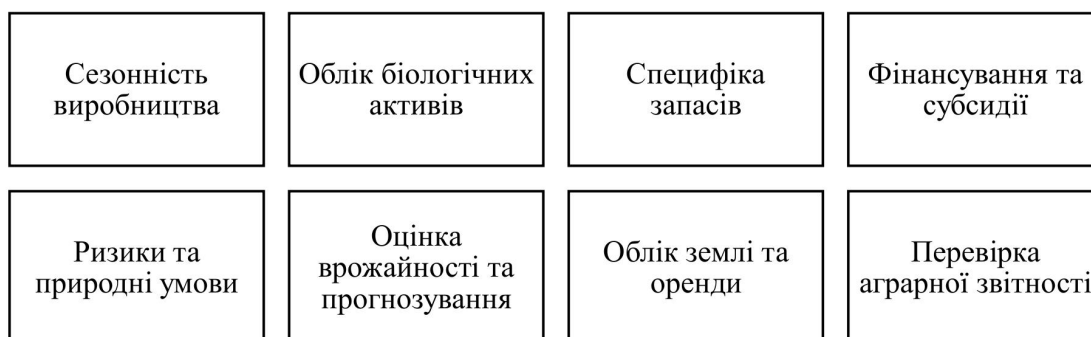 Сезонність
виробництва
Облік біологічних
активів
Специфіка
запасів
Фінансування та
субсидії
Ризики та
природні умови
Оцінка
врожайності та
прогнозування
Облік землі та
оренди
Перевірка
аграрної звітності